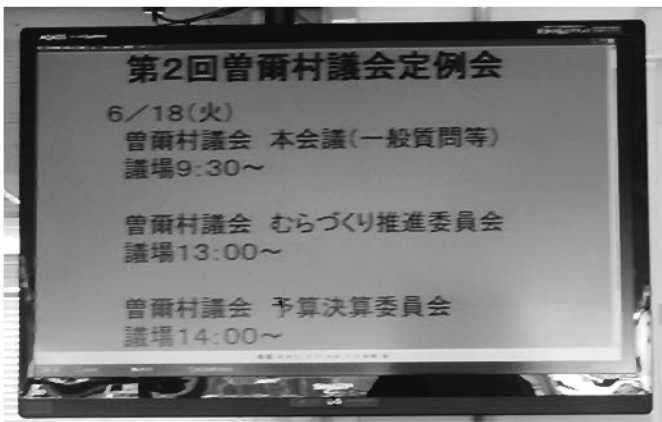 AQUOS
第2回曽爾村議会定例会
6／18(火)
曽爾村議会　本会議(一般質問等)
議場9:30～
曽爾村議会　むらづくり推進委員会
議場13:00～
曽爾村議会　予算決算委員会
議場14:00～
SHARP